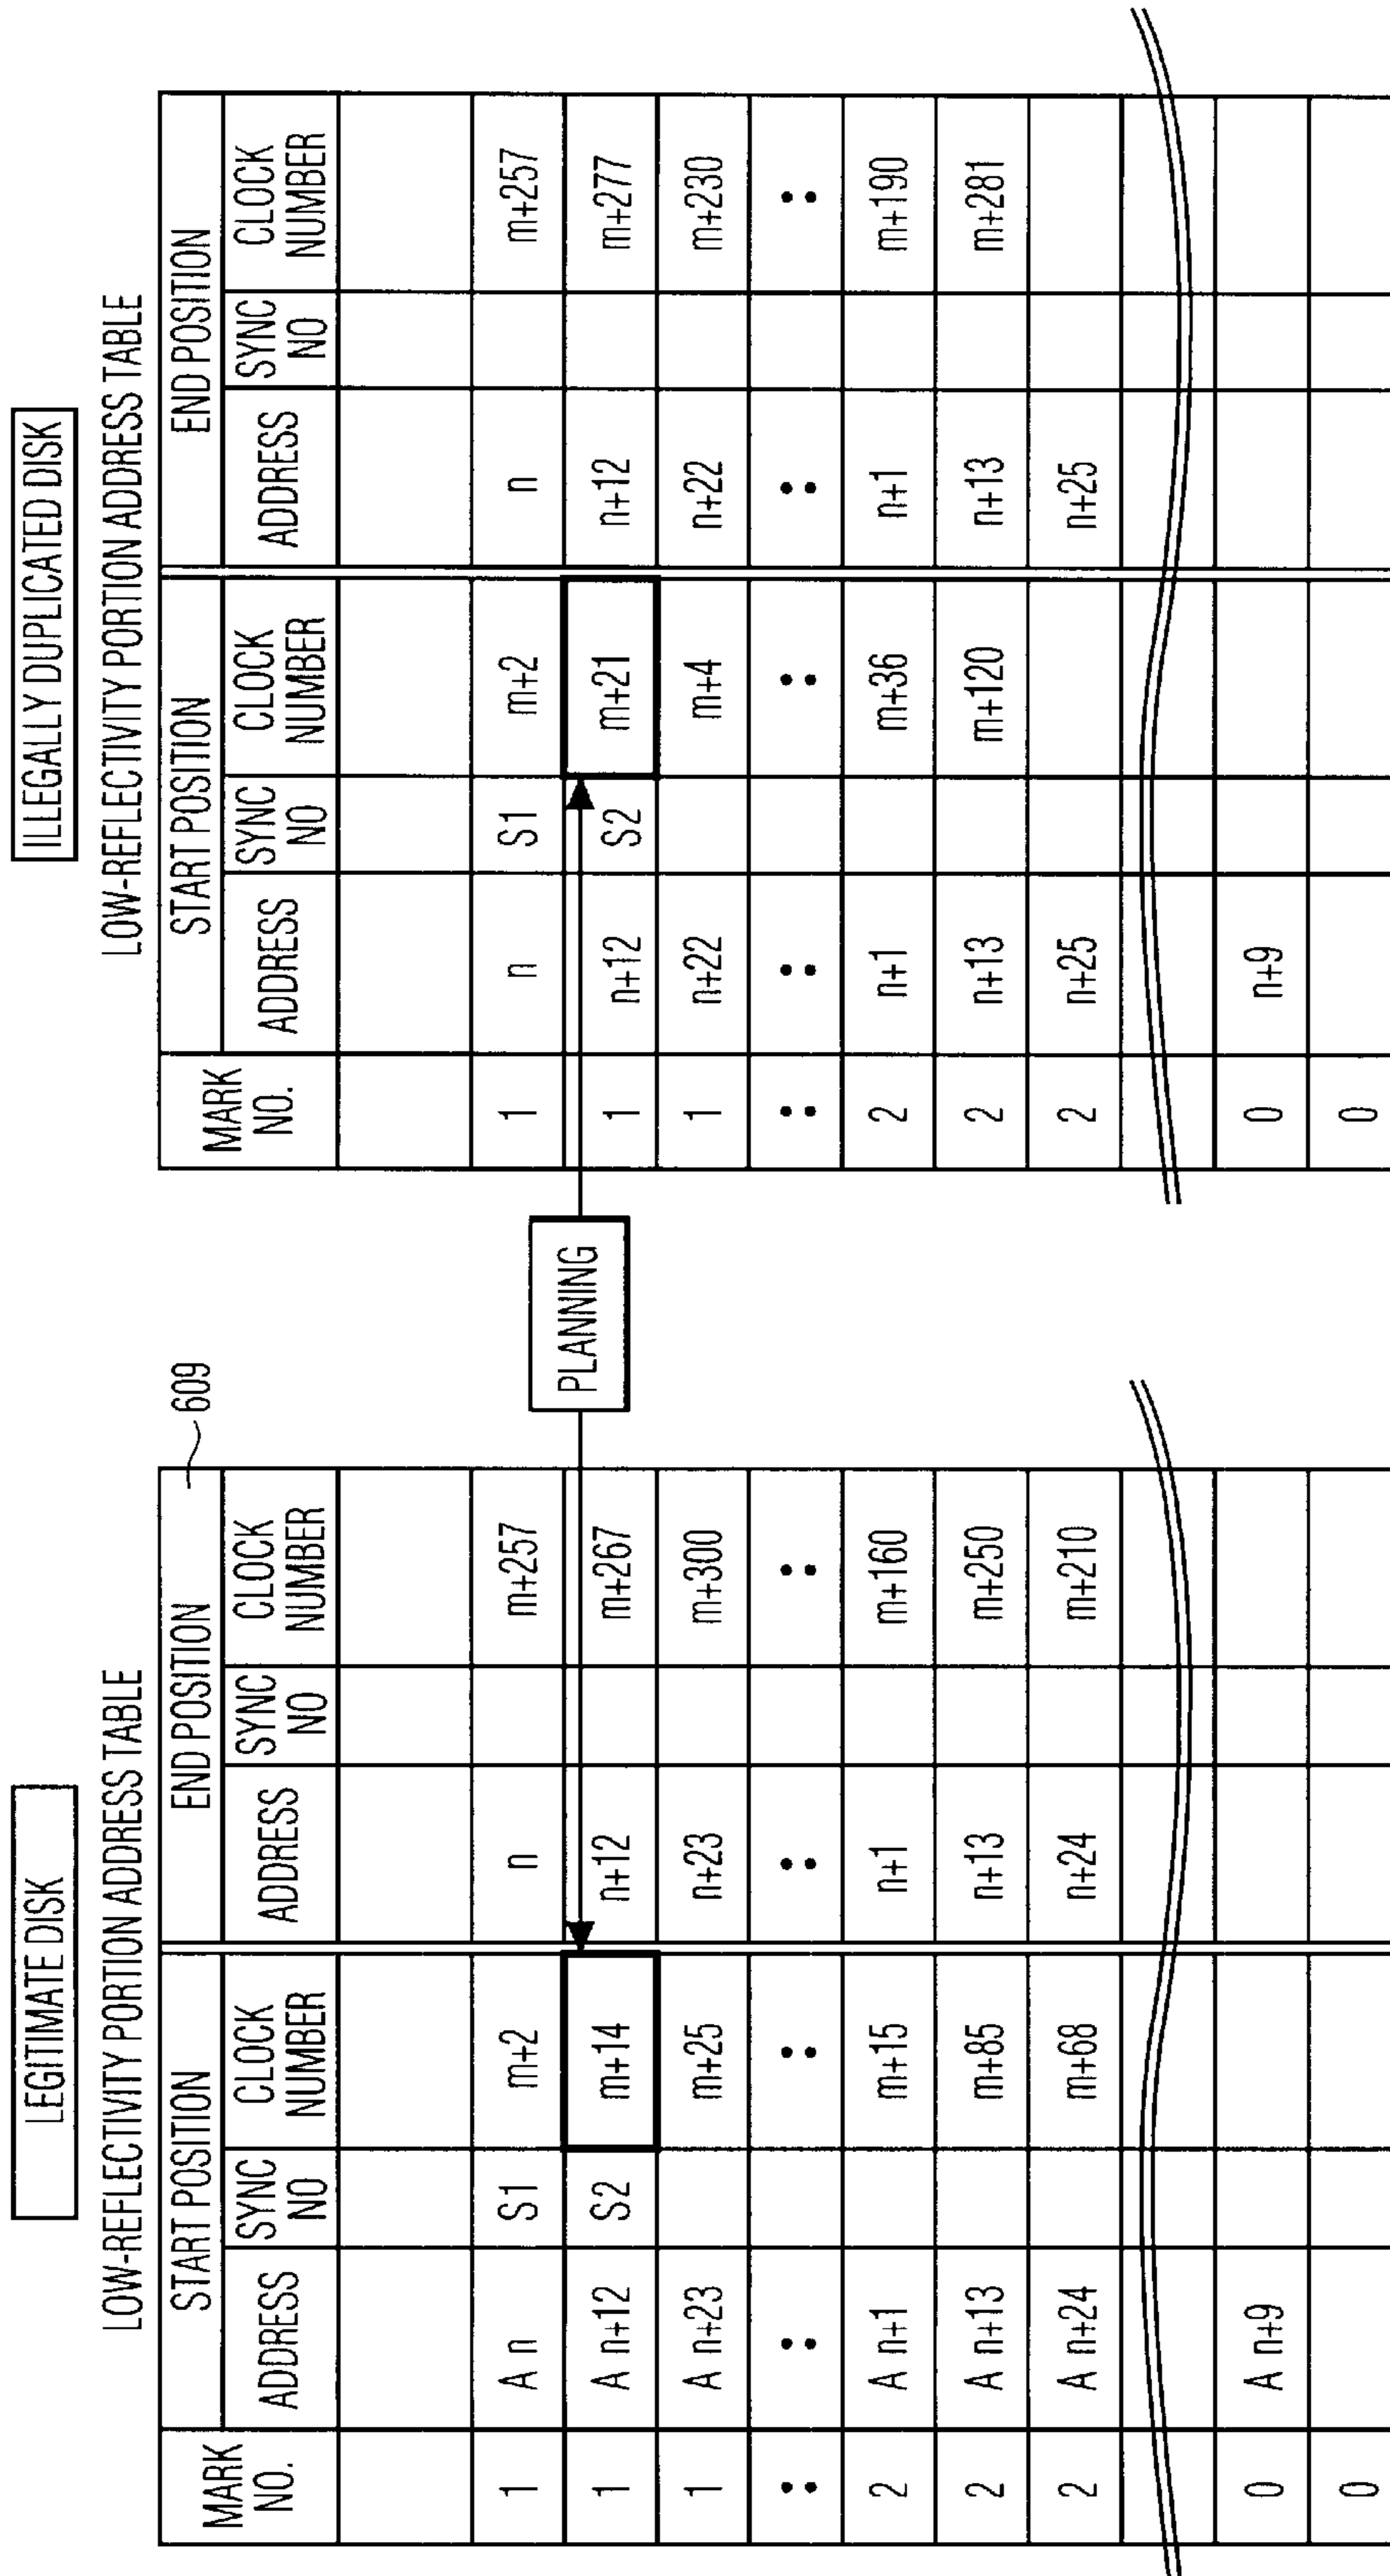 LEGITIMATE DISK
LOW-REFLECTIVITY PORTION ADDRESS TABLE
609
MARK NO. START POSITION END POSITION
ADDRESS SYNC NO CLOCK NUMBER ADDRESS SYNC NO CLOCK NUMBER
1 A n S1 m+2 n m+257
1 A n+12 S2 m+14 n+12 m+267
1 A n+23 m+25 n+23 m+300
: : : : :
2 A n+1 m+15 n+1 m+160
2 A n+13 m+85 n+13 m+250
2 A n+24 m+68 n+24 m+210
0 A n+9
0
PLANNING
ILLEGALLY DUPLICATED DISK
LOW-REFLECTIVITY PORTION ADDRESS TABLE
MARK NO. START POSITION END POSITION
ADDRESS SYNC NO CLOCK NUMBER ADDRESS SYNC NO CLOCK NUMBER
1 n S1 m+2 n m+257
1 n+12 S2 m+21 n+12 m+277
1 n+22 m+4 n+22 m+230
: : : : :
2 n+1 m+36 n+1 m+190
2 n+13 m+120 n+13 m+281
2 n+25 n+25
0 n+9
0